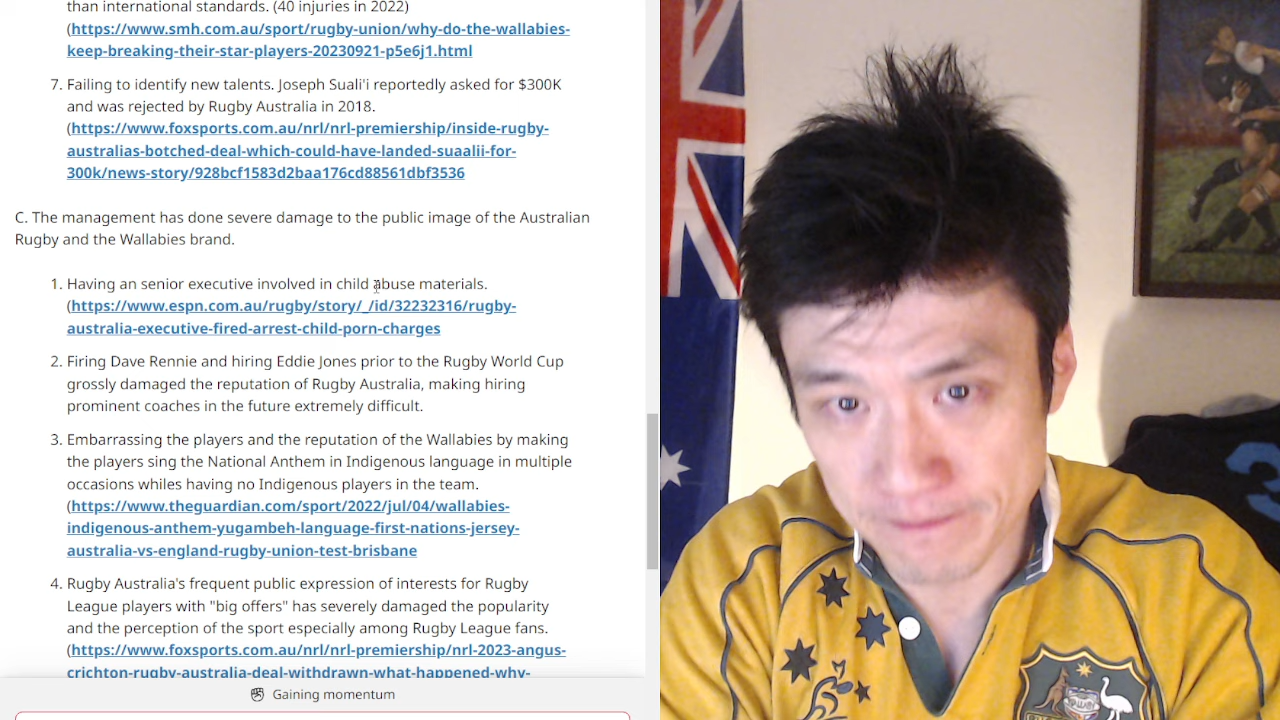 than international standards. (40 injuries in 2022)
(https://www.smh.com.au/sport/rugby-union/why-do-the-wallabies-
keep-breaking-their-star-players-20230921-p5e6j1.html
7. Failing to identify new talents. Joseph Suali'i reportedly asked for $300K
and was rejected by Rugby Australia in 2018.
(https://www.foxsports.com.au/nrl/nrl-premiership/inside-rugby-
australias-botched-deal-which-could-have-landed-suaalii-for-
300k/news-story/928bcf1583d2baa176cd88561dbf3536
C. The management has done severe damage to the public image of the Australian
Rugby and the Wallabies brand.
1. Having an senior executive involved in child abuse materials.
(https://www.espn.com.au/rugby/story/_/id/32232316/rugby-
australia-executive-fired-arrest-child-porn-charges
2. Firing Dave Rennie and hiring Eddie Jones prior to the Rugby World Cup
grossly damaged the reputation of Rugby Australia, making hiring
prominent coaches in the future extremely difficult.
3. Embarrassing the players and the reputation of the Wallabies by making
the players sing the National Anthem in Indigenous language in multiple
occasions whiles having no Indigenous players in the team.
(https://www.theguardian.com/sport/2022/jul/04/wallabies-
indigenous-anthem-yugambeh-language-first-nations-jersey-
australia-vs-england-rugby-union-test-brisbane
4. Rugby Australia's frequent public expression of interests for Rugby
League players with "big offers" has severely damaged the popularity
and the perception of the sport especially among Rugby League fans.
(https://www.foxsports.com.au/nrl/nrl-premiership/nrl-2023-angus-
crichton-rugby-australia-deal-withdrawn-what-happened-why-
Gaining momentum